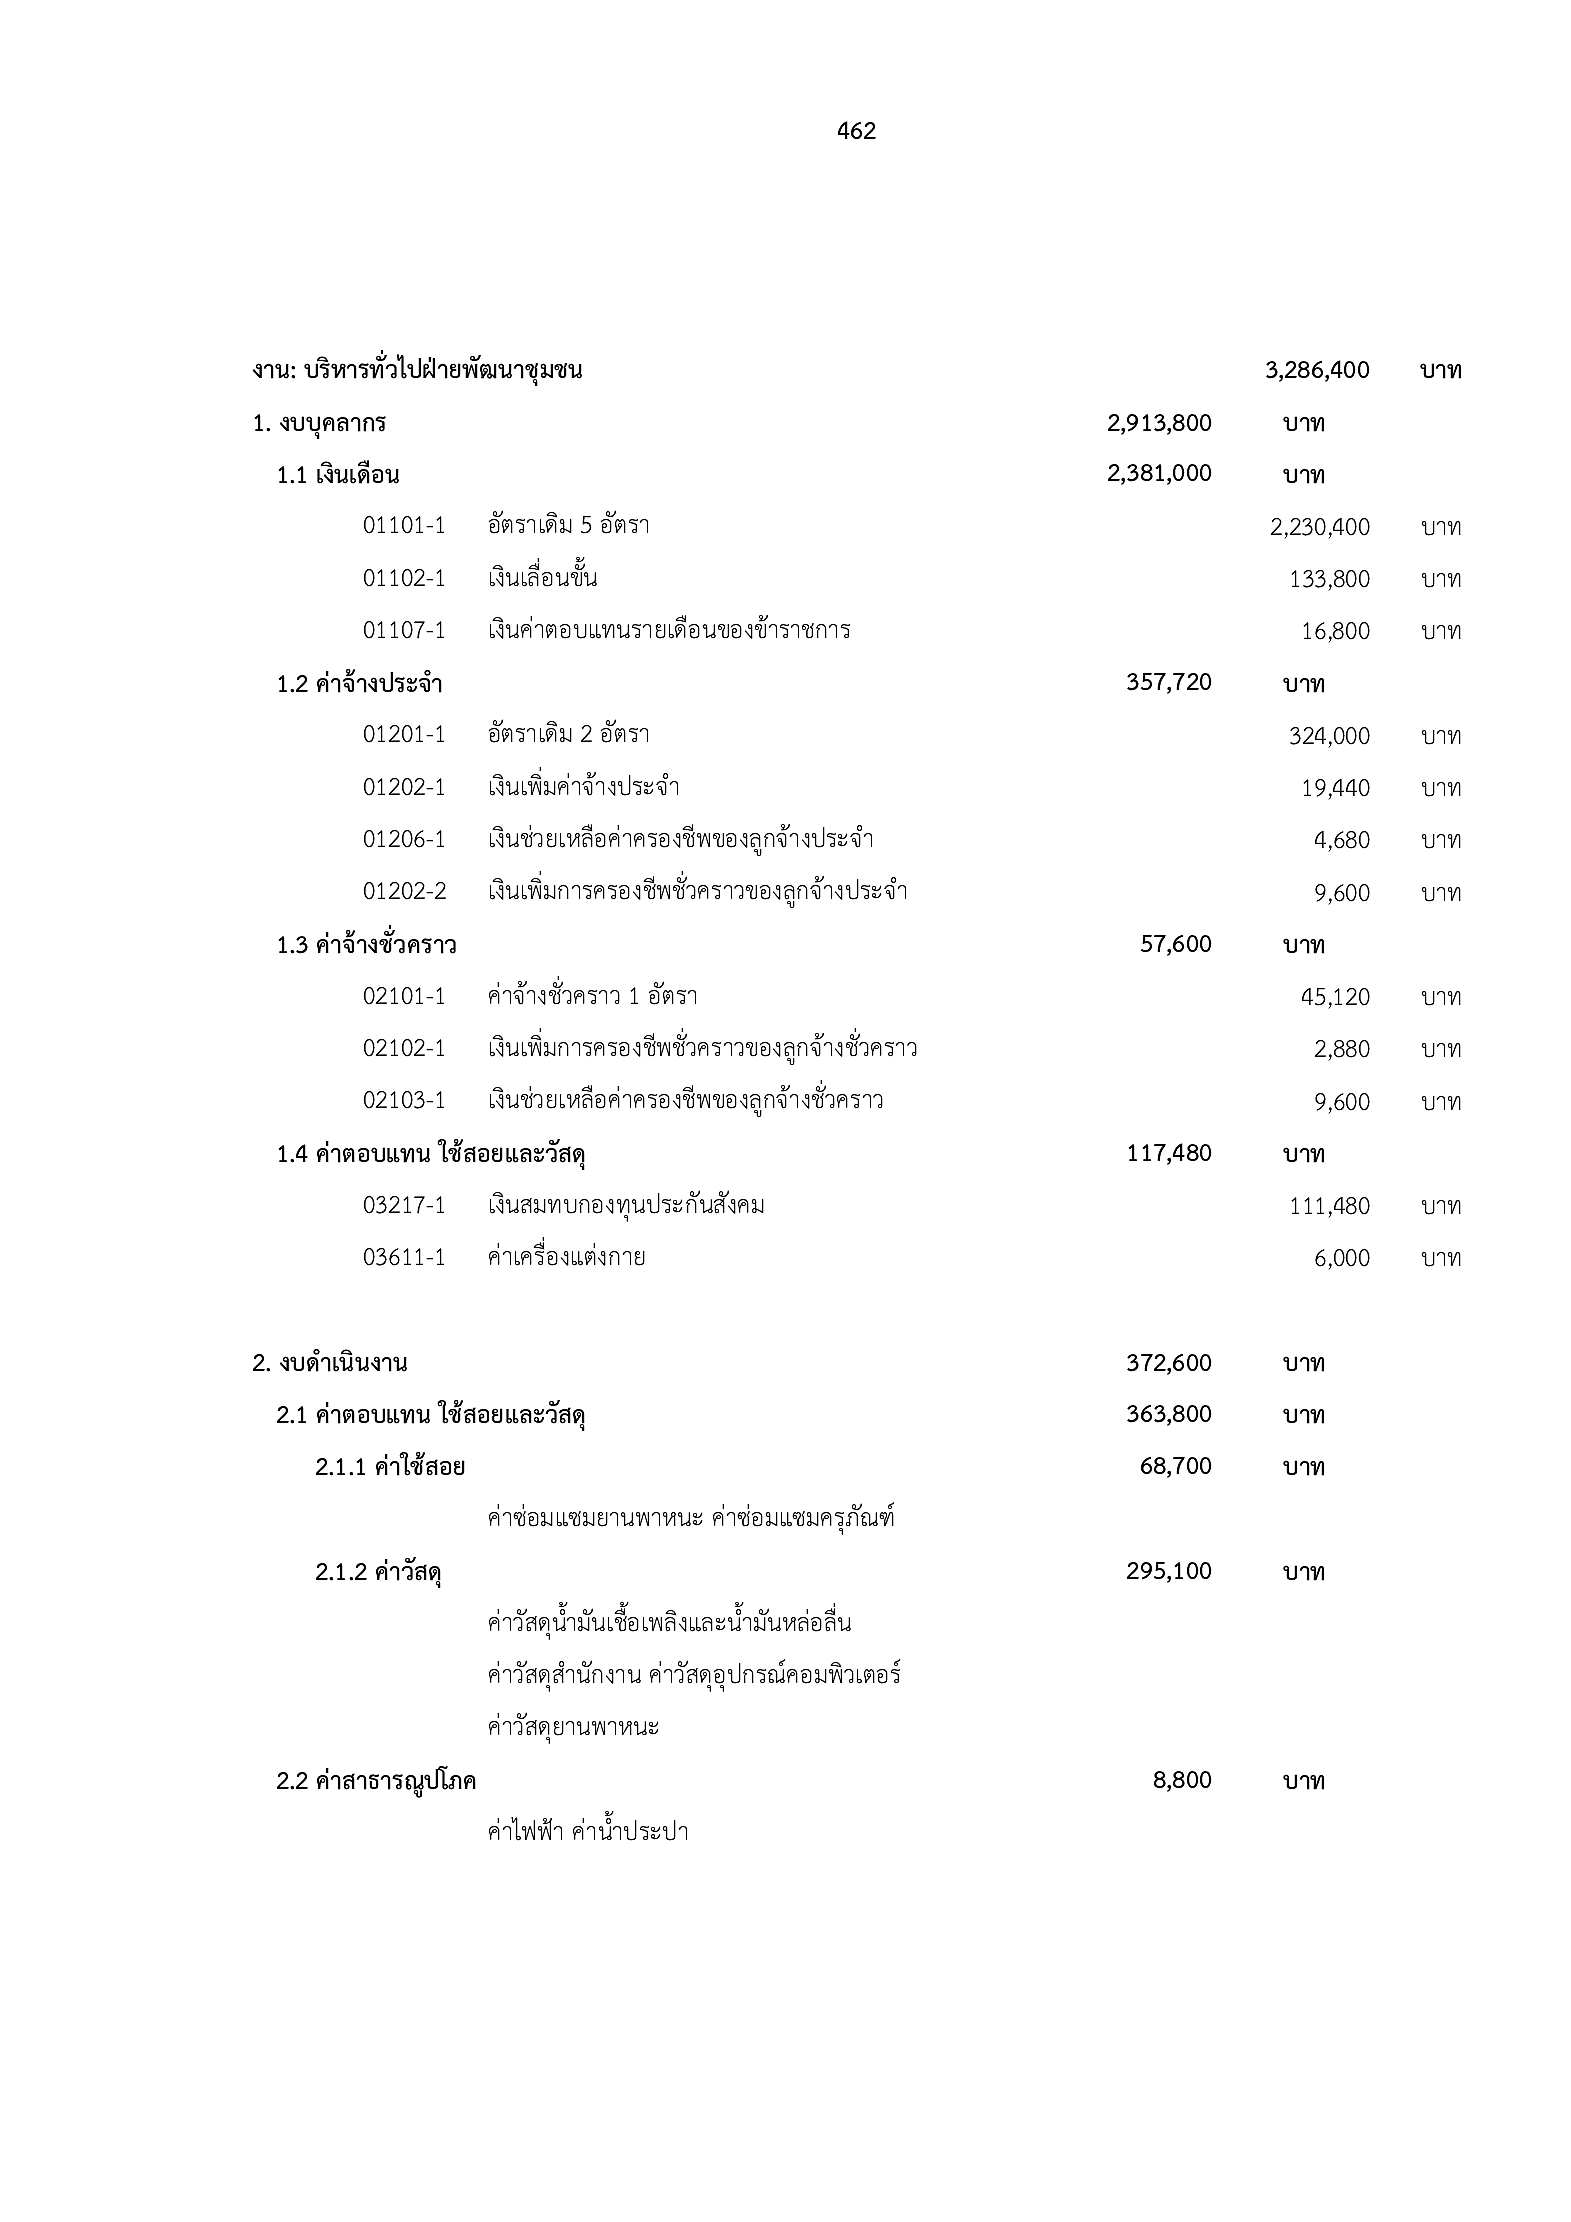 462
งาน: บริหารทั่วไปฝ่ายพัฒนาชุมชน 3,286,400 บาท
1. งบบุคลากร 2,913,800 บาท
1.1 เงินเดือน 2,381,000 บาท
01101-1 อัตราเดิม 5 อัตรา 2,230,400 บาท
01102-1 เงินเลื่อนขั้น 133,800 บาท
01107-1 เงินค่าตอบแทนรายเดือนของข้าราชการ 16,800 บาท
1.2 ค่าจ้างประจำ 357,720 บาท
01201-1 อัตราเดิม 2 อัตรา 324,000 บาท
01202-1 เงินเพิ่มค่าจ้างประจำ 19,440 บาท
01206-1 เงินช่วยเหลือค่าครองชีพของลูกจ้างประจำ 4,680 บาท
01202-2 เงินเพิ่มการครองชีพชั่วคราวของลูกจ้างประจำ 9,600 บาท
1.3 ค่าจ้างชั่วคราว 57,600 บาท
02101-1 ค่าจ้างชั่วคราว 1 อัตรา 45,120 บาท
02102-1 เงินเพิ่มการครองชีพชั่วคราวของลูกจ้างชั่วคราว 2,880 บาท
02103-1 เงินช่วยเหลือค่าครองชีพของลูกจ้างชั่วคราว 9,600 บาท
1.4 ค่าตอบแทน ใช้สอยและวัสดุ 117,480 บาท
03217-1 เงินสมทบกองทุนประกันสังคม 111,480 บาท
03611-1 ค่าเครื่องแต่งกาย 6,000 บาท
2. งบดำเนินงาน 372,600 บาท
2.1 ค่าตอบแทน ใช้สอยและวัสดุ 363,800 บาท
2.1.1 ค่าใช้สอย 68,700 บาท
ค่าซ่อมแซมยานพาหนะ ค่าซ่อมแซมครุภัณฑ์
2.1.2 ค่าวัสดุ 295,100 บาท
ค่าวัสดุน้ำมันเชื้อเพลิงและน้ำมันหล่อลื่น
ค่าวัสดุสำนักงาน ค่าวัสดุอุปกรณ์คอมพิวเตอร์
ค่าวัสดุยานพาหนะ
2.2 ค่าสาธารณูปโภค 8,800 บาท
ค่าไฟฟ้า ค่าน้ำประปา